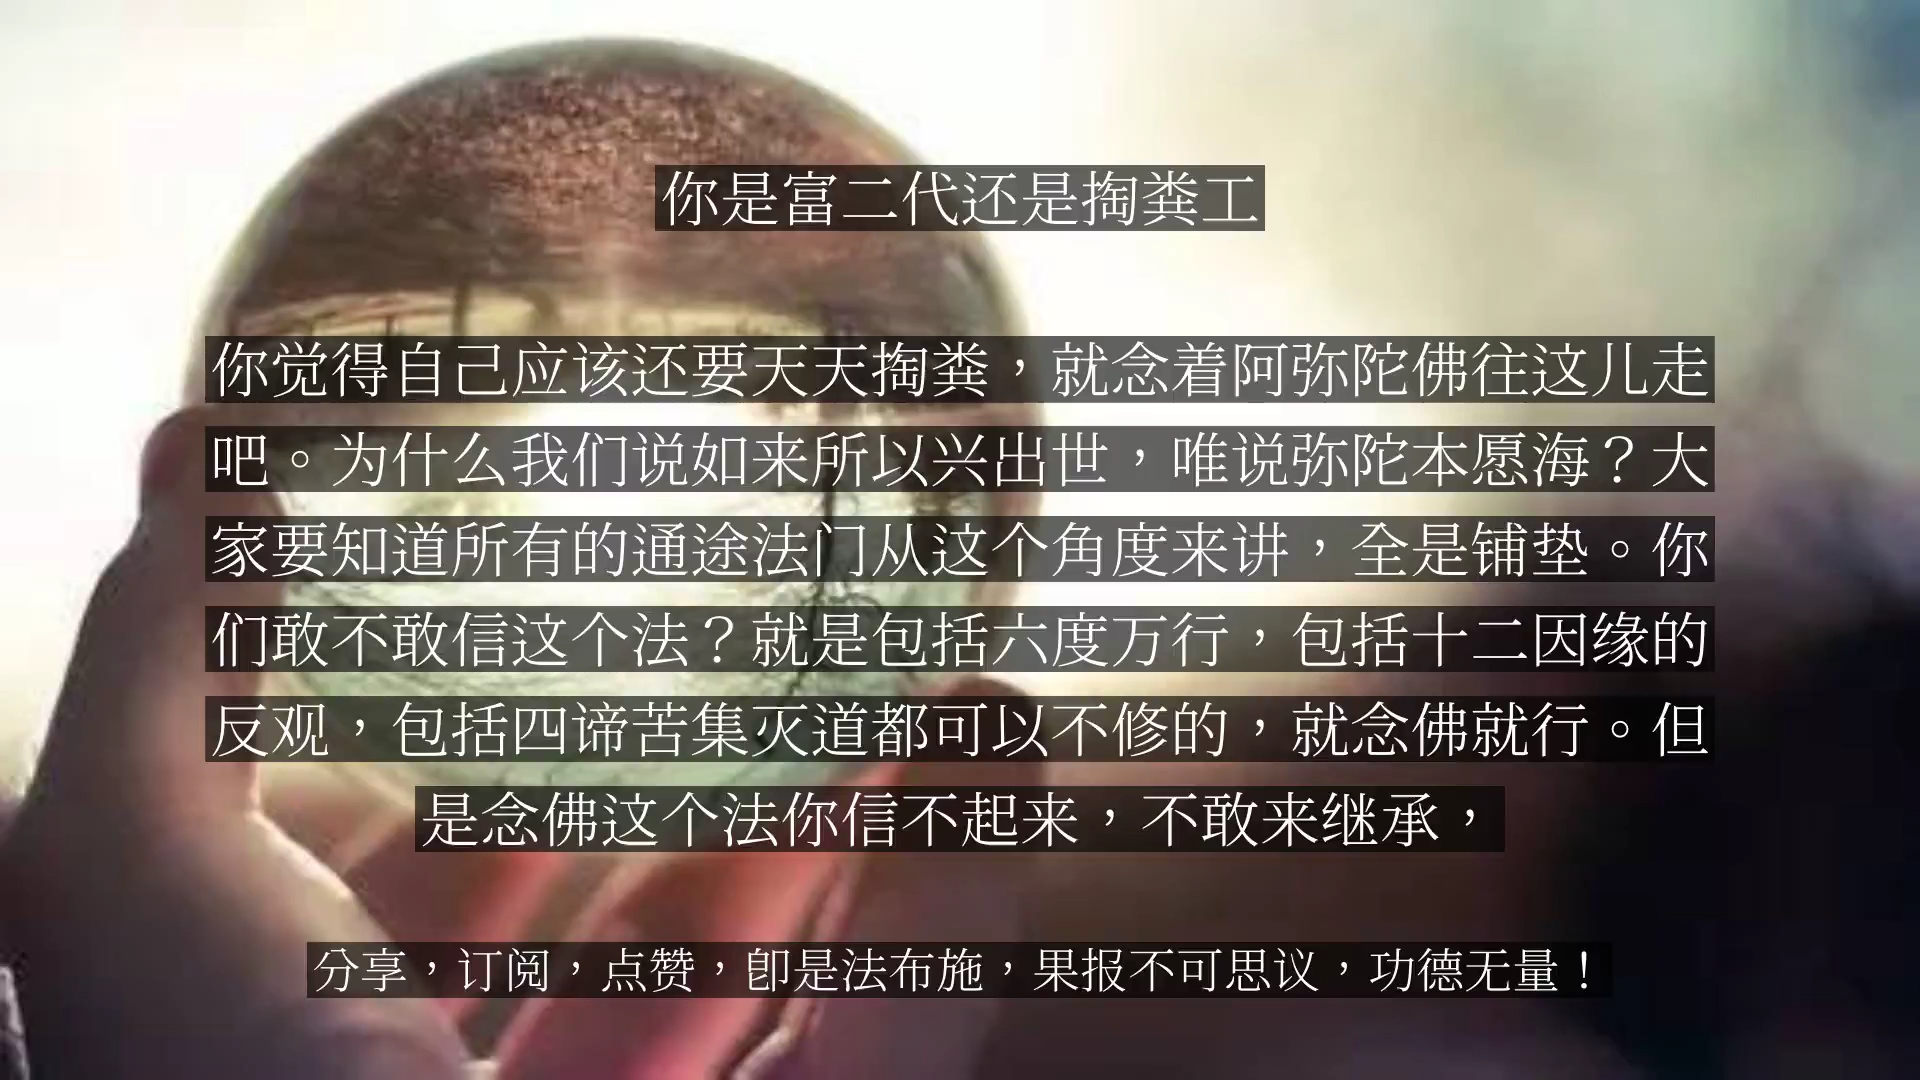 你是富二代还是掏粪工
你觉得自己应该还要天天掏粪，就念着阿弥陀佛往这儿走
吧。为什么我们说如来所以兴出世，唯说弥陀本愿海？大
家要知道所有的通途法门从这个角度来讲，全是铺垫。你
们敢不敢信这个法？就是包括六度万行，包括十二因缘的
反观，包括四谛苦集灭道都可以不修的，就念佛就行。但
是念佛这个法你信不起来，不敢来继承，
分享，订阅，点赞，即是法布施，果报不可思议，功德无量！